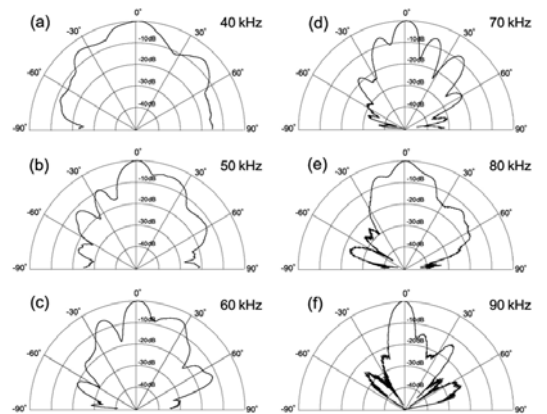 (a) 0˚ 40 kHz
-30˚ 30˚
-60˚ 60˚
-90˚ 90˚
-10dB
-20dB
-30dB
-40dB
(b) 0˚ 50 kHz
-30˚ 30˚
-60˚ 60˚
-90˚ 90˚
-10dB
-20dB
-30dB
-40dB
(c) 0˚ 60 kHz
-30˚ 30˚
-60˚ 60˚
-90˚ 90˚
-10dB
-20dB
-30dB
-40dB
(d) 0˚ 70 kHz
-30˚ 30˚
-60˚ 60˚
-90˚ 90˚
-10dB
-20dB
-30dB
-40dB
(e) 0˚ 80 kHz
-30˚ 30˚
-60˚ 60˚
-90˚ 90˚
-10dB
-20dB
-30dB
-40dB
(f) 0˚ 90 kHz
-30˚ 30˚
-60˚ 60˚
-90˚ 90˚
-10dB
-20dB
-30dB
-40dB